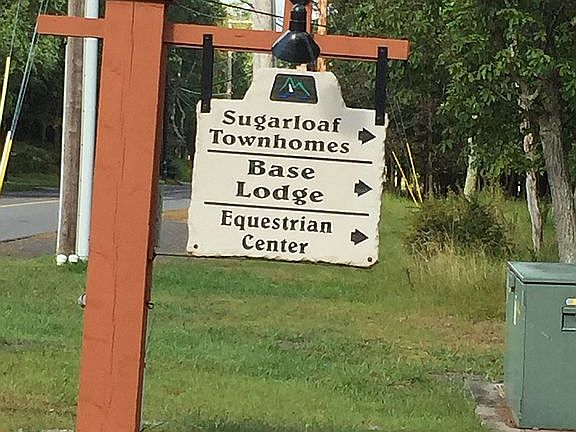 Sugarloaf
Townhomes
Base
Lodge
Equestrian
Center